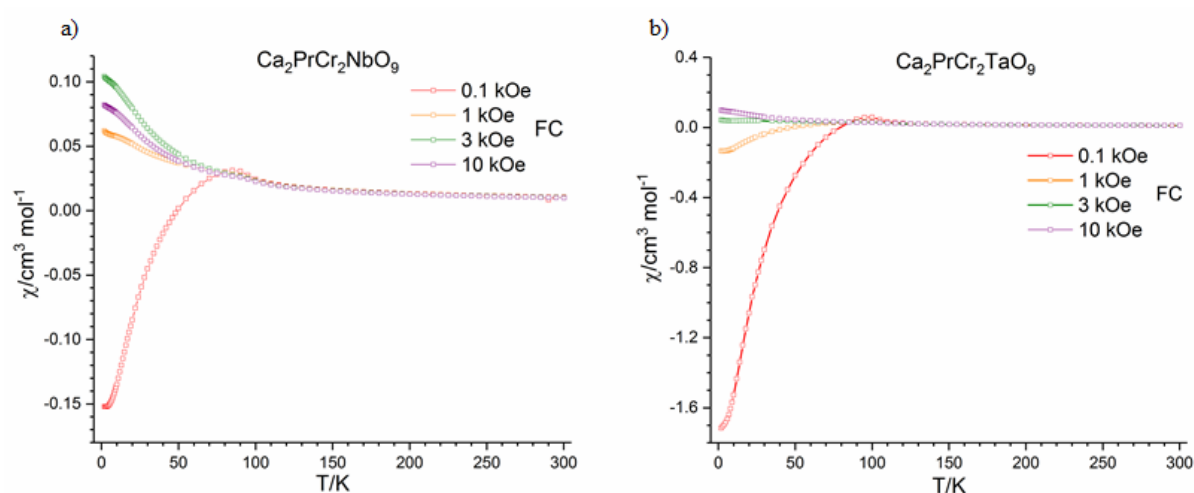 a)
Ca₂PrCr₂NbO₉
0.1 kOe
1 kOe
3 kOe
10 kOe
FC
χ/cm³ mol⁻¹
0.10
0.05
0.00
-0.05
-0.10
-0.15
0 50 100 150 200 250 300
T/K
b)
Ca₂PrCr₂TaO₉
0.1 kOe
1 kOe
3 kOe
10 kOe
FC
χ/cm³ mol⁻¹
0.4
0.0
-0.4
-0.8
-1.2
-1.6
0 50 100 150 200 250 300
T/K